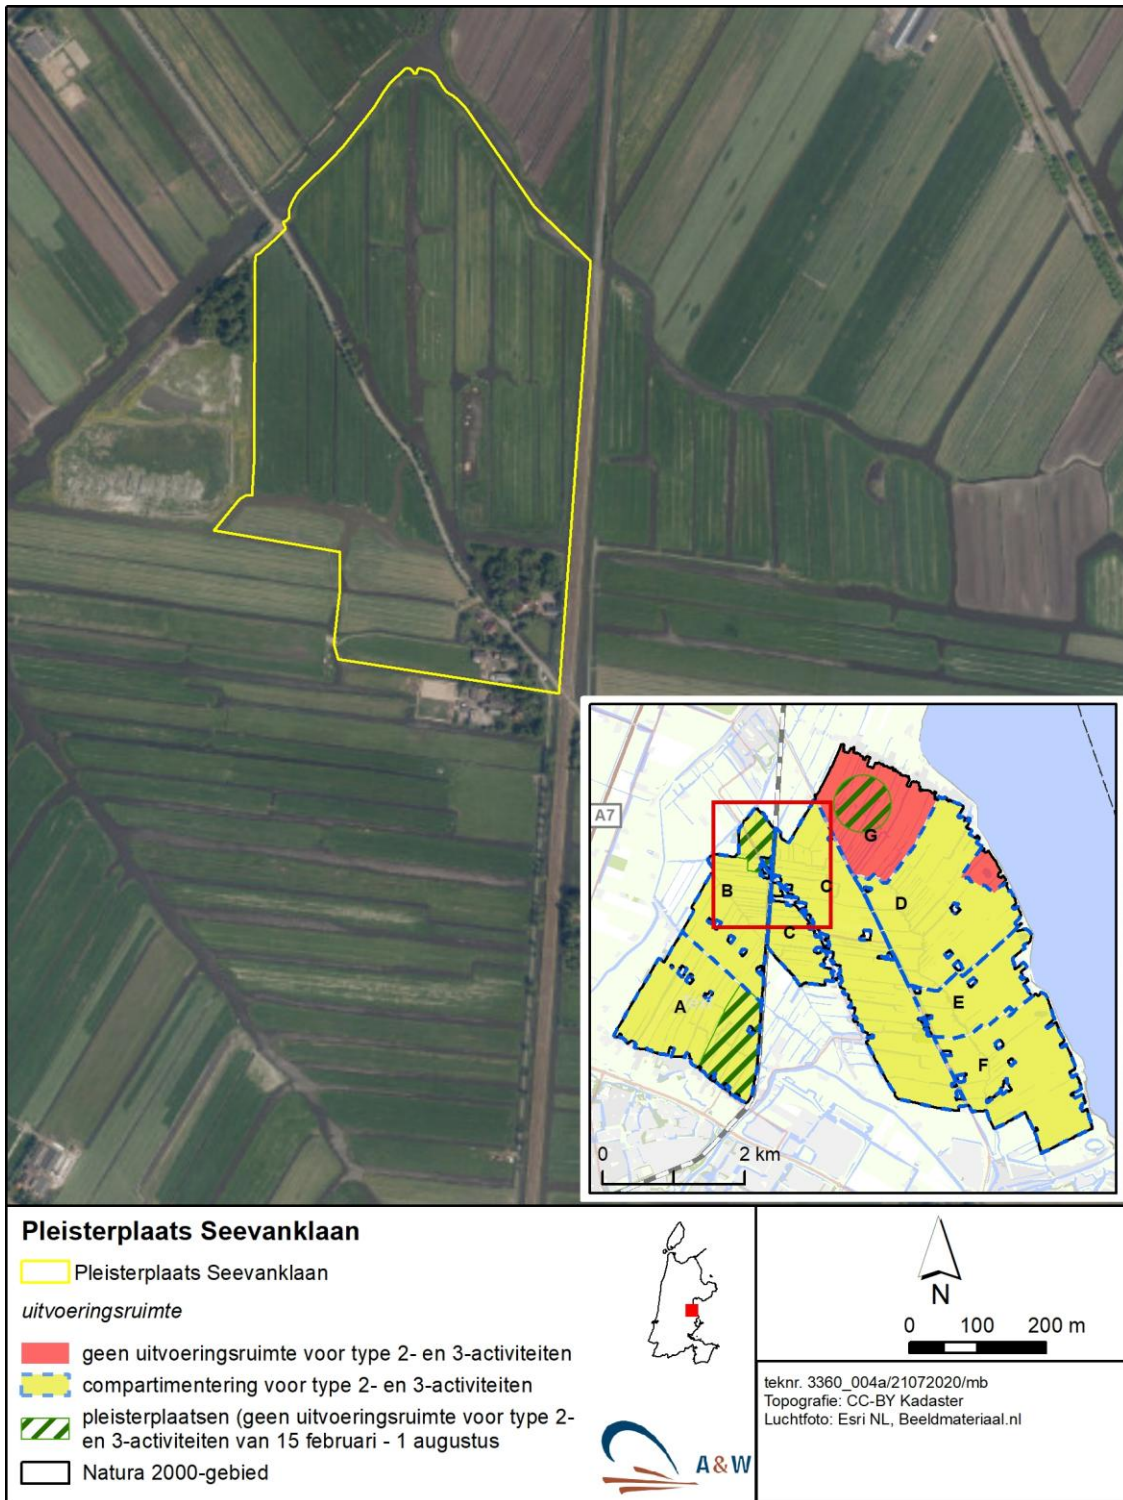 A7
G
B
C
D
C
E
A
F
0 2 km
Pleisterplaats Seevanklaan
Pleisterplaats Seevanklaan
uitvoeringsruimte
geen uitvoeringsruimte voor type 2- en 3-activiteiten
compartimentering voor type 2- en 3-activiteiten
pleisterplaatsen (geen uitvoeringsruimte voor type 2-
en 3-activiteiten van 15 februari - 1 augustus
Natura 2000-gebied
A&W
N
0 100 200 m
teknr. 3360_004a/21072020/mb
Topografie: CC-BY Kadaster
Luchtfoto: Esri NL, Beeldmateriaal.nl